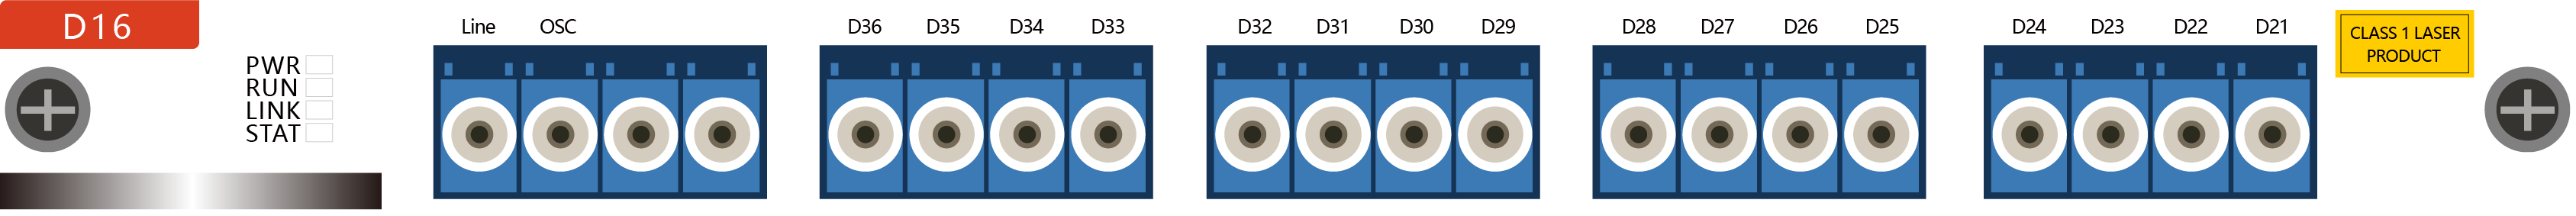 D16
PWR
RUN
LINK
STAT
Line OSC
D36 D35 D34 D33
D32 D31 D30 D29
D28 D27 D26 D25
D24 D23 D22 D21
CLASS 1 LASER
PRODUCT